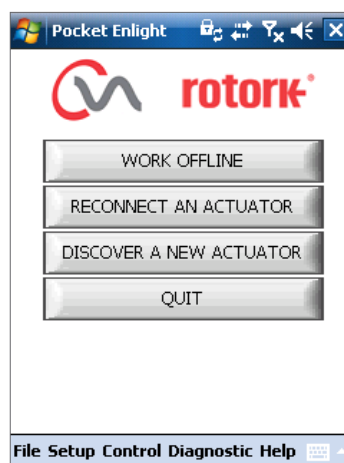 Pocket Enlight
rotork
WORK OFFLINE
RECONNECT AN ACTUATOR
DISCOVER A NEW ACTUATOR
QUIT
File Setup Control Diagnostic Help